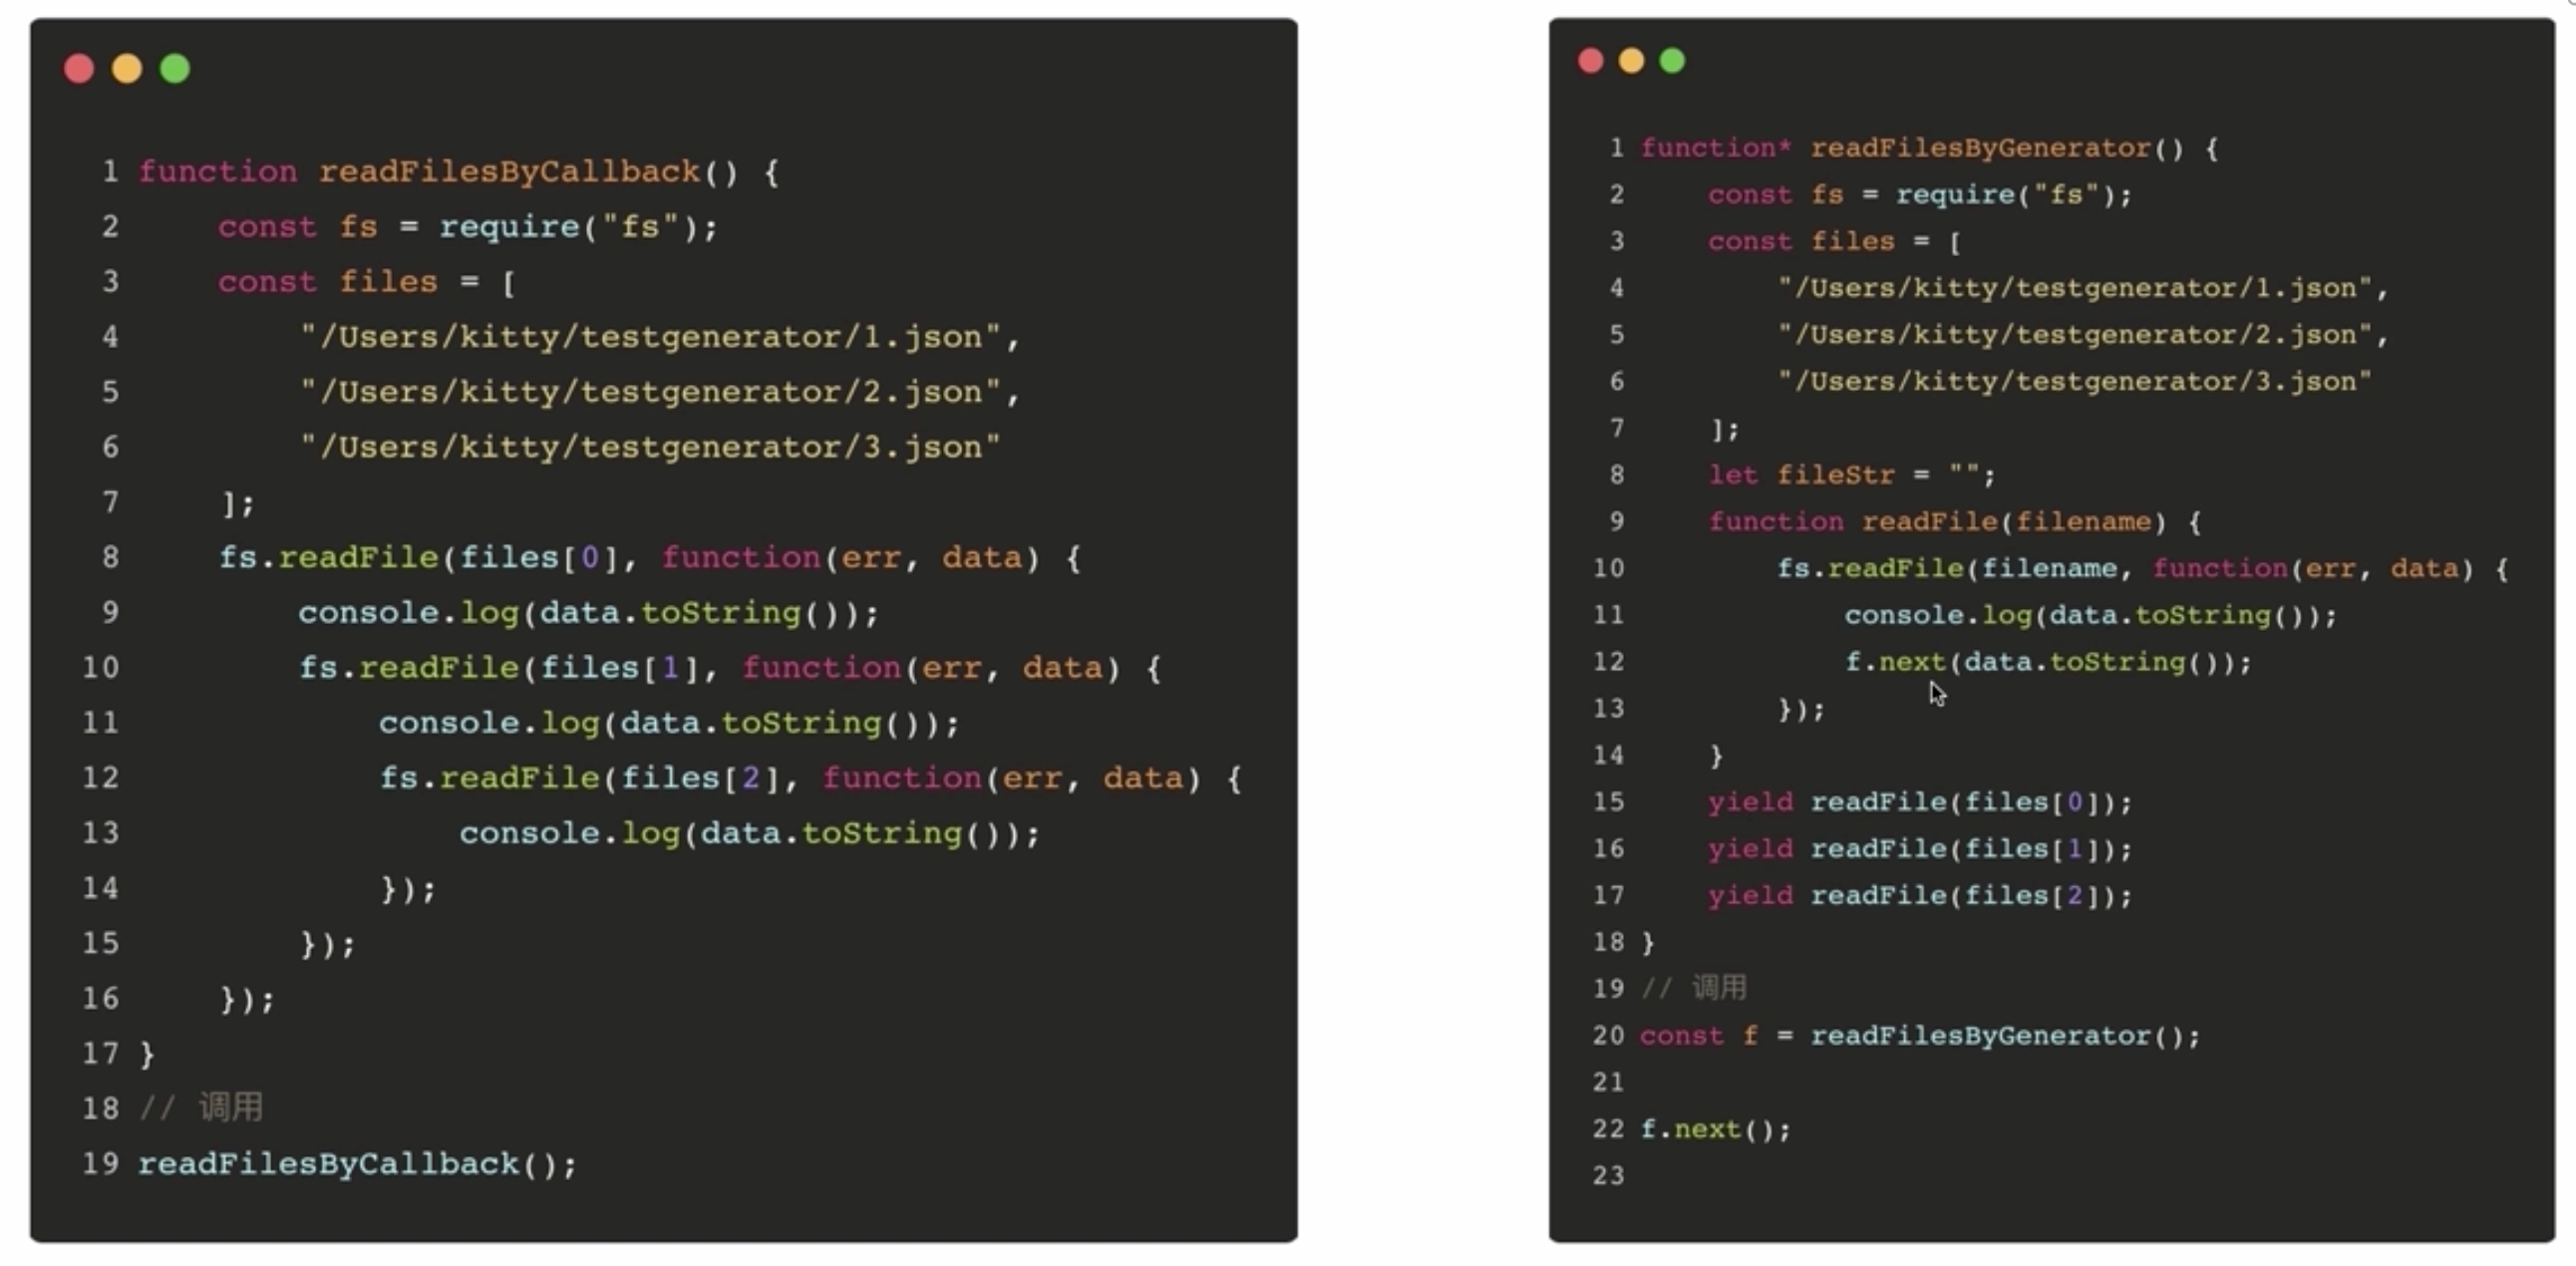 1 function readFilesByCallback() {
2 const fs = require("fs");
3 const files = [
4 "/Users/kitty/testgenerator/1.json",
5 "/Users/kitty/testgenerator/2.json",
6 "/Users/kitty/testgenerator/3.json"
7 ];
8 fs.readFile(files[0], function(err, data) {
9 console.log(data.toString());
10 fs.readFile(files[1], function(err, data) {
11 console.log(data.toString());
12 fs.readFile(files[2], function(err, data) {
13 console.log(data.toString());
14 });
15 });
16 });
17 }
18 // 调用
19 readFilesByCallback();
1 function* readFilesByGenerator() {
2 const fs = require("fs");
3 const files = [
4 "/Users/kitty/testgenerator/1.json",
5 "/Users/kitty/testgenerator/2.json",
6 "/Users/kitty/testgenerator/3.json"
7 ];
8 let fileStr = "";
9 function readFile(filename) {
10 fs.readFile(filename, function(err, data) {
11 console.log(data.toString());
12 f.next(data.toString());
13 });
14 }
15 yield readFile(files[0]);
16 yield readFile(files[1]);
17 yield readFile(files[2]);
18 }
19 // 调用
20 const f = readFilesByGenerator();
21
22 f.next();
23